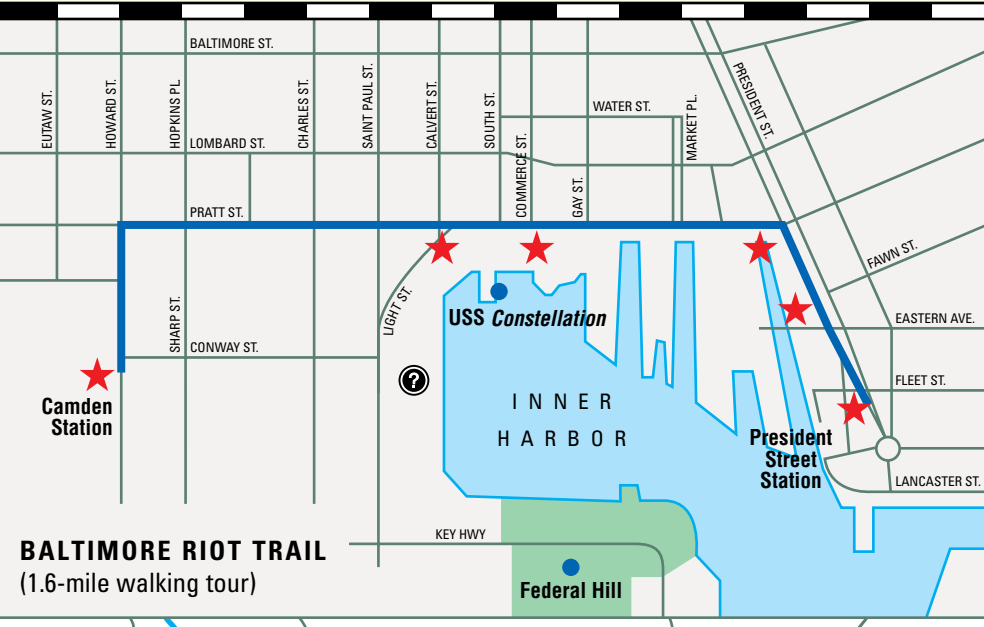 BALTIMORE ST.
EUTAW ST.
HOWARD ST.
HOPKINS PL.
CHARLES ST.
SAINT PAUL ST.
CALVERT ST.
SOUTH ST.
COMMERCE ST.
WATER ST.
GAY ST.
MARKET PL.
PRESIDENT ST.
LOMBARD ST.
PRATT ST.
FAWN ST.
LIGHT ST.
SHARP ST.
CONWAY ST.
USS Constellation
EASTERN AVE.
?
FLEET ST.
Camden
Station
INNER
HARBOR
President
Street
Station
LANCASTER ST.
KEY HWY
BALTIMORE RIOT TRAIL
(1.6-mile walking tour)
Federal Hill